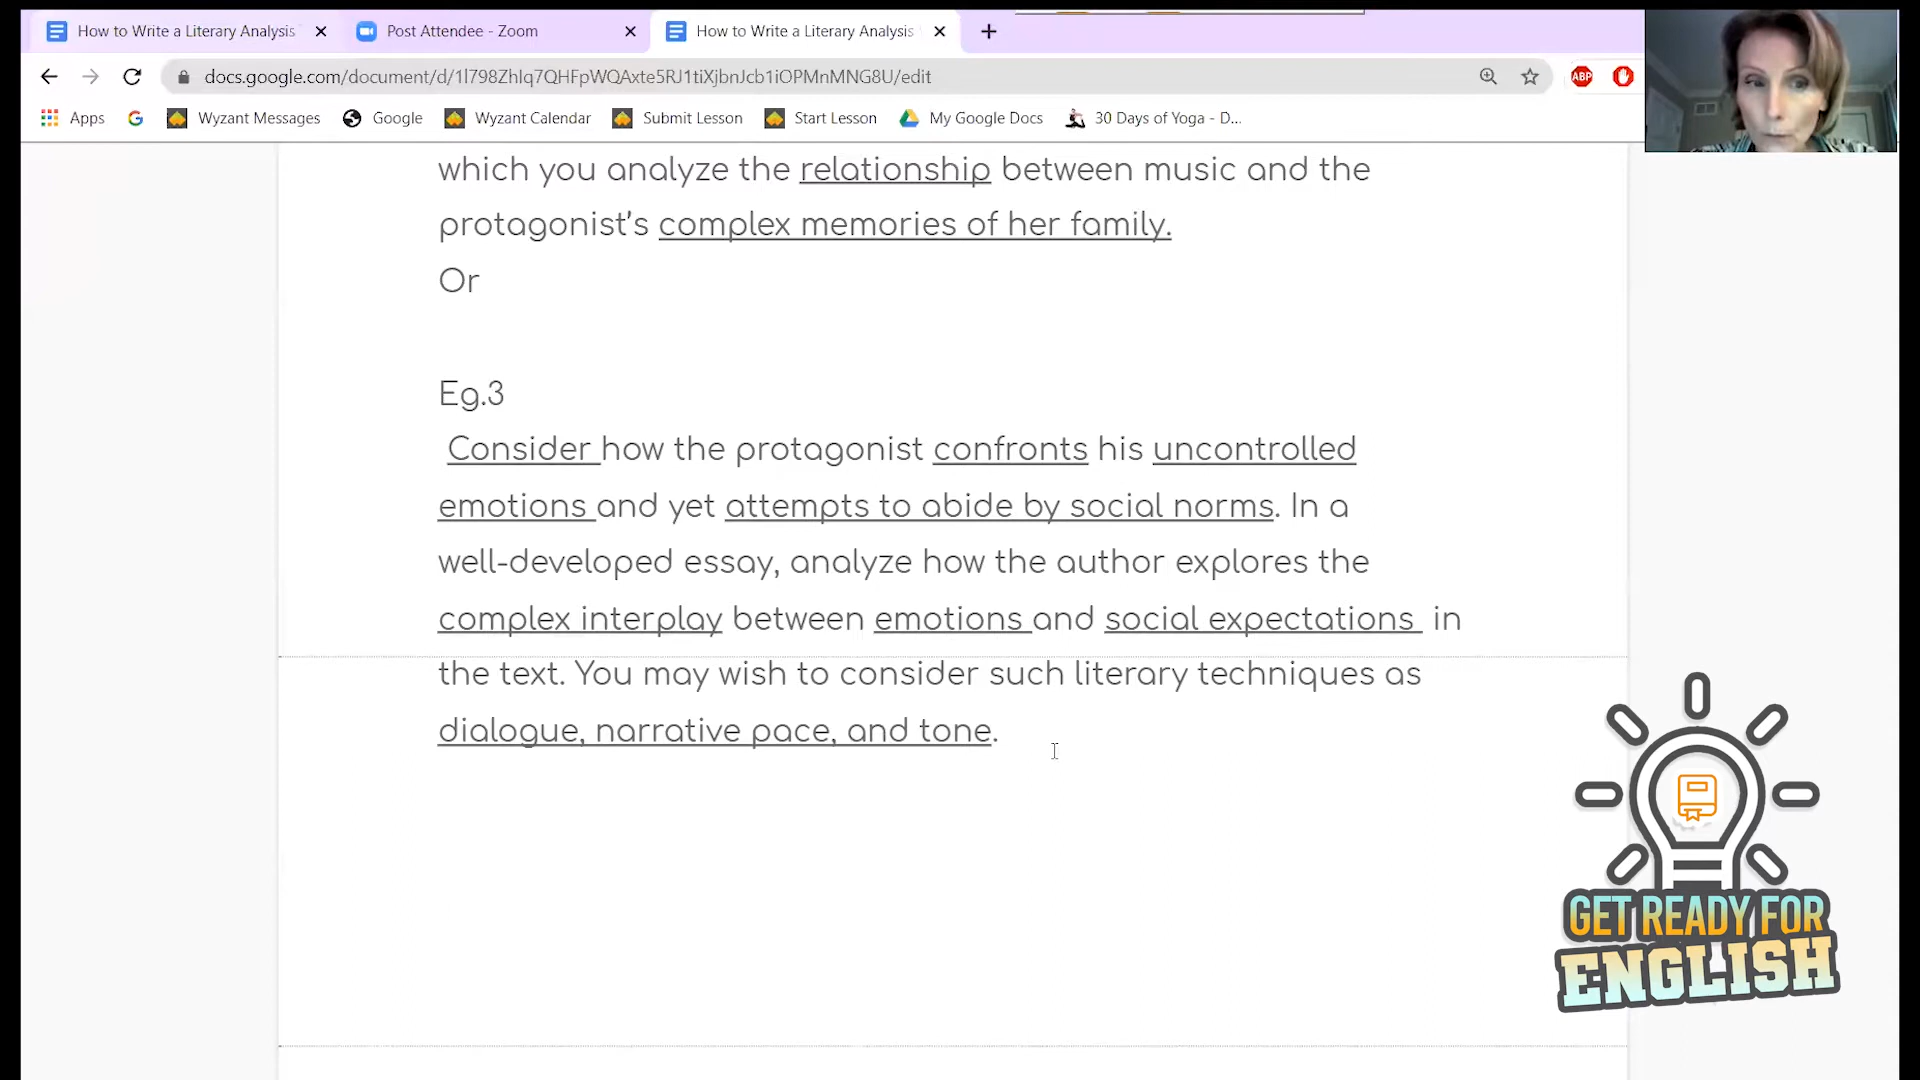 How to Write a Literary Analysis
Post Attendee - Zoom
How to Write a Literary Analysis
docs.google.com/document/d/1l798ZhIq7QHFpWQAxte5RJ1tiXjbnJcb1iOPMnMNG8U/edit
ABP
Apps
Wyzant Messages
Google
Wyzant Calendar
Submit Lesson
Start Lesson
My Google Docs
30 Days of Yoga - D...
which you analyze the relationship between music and the
protagonist’s complex memories of her family.
Or
Eg.3
Consider how the protagonist confronts his uncontrolled
emotions and yet attempts to abide by social norms. In a
well-developed essay, analyze how the author explores the
complex interplay between emotions and social expectations in
the text. You may wish to consider such literary techniques as
dialogue, narrative pace, and tone.
GET READY FOR
ENGLISH